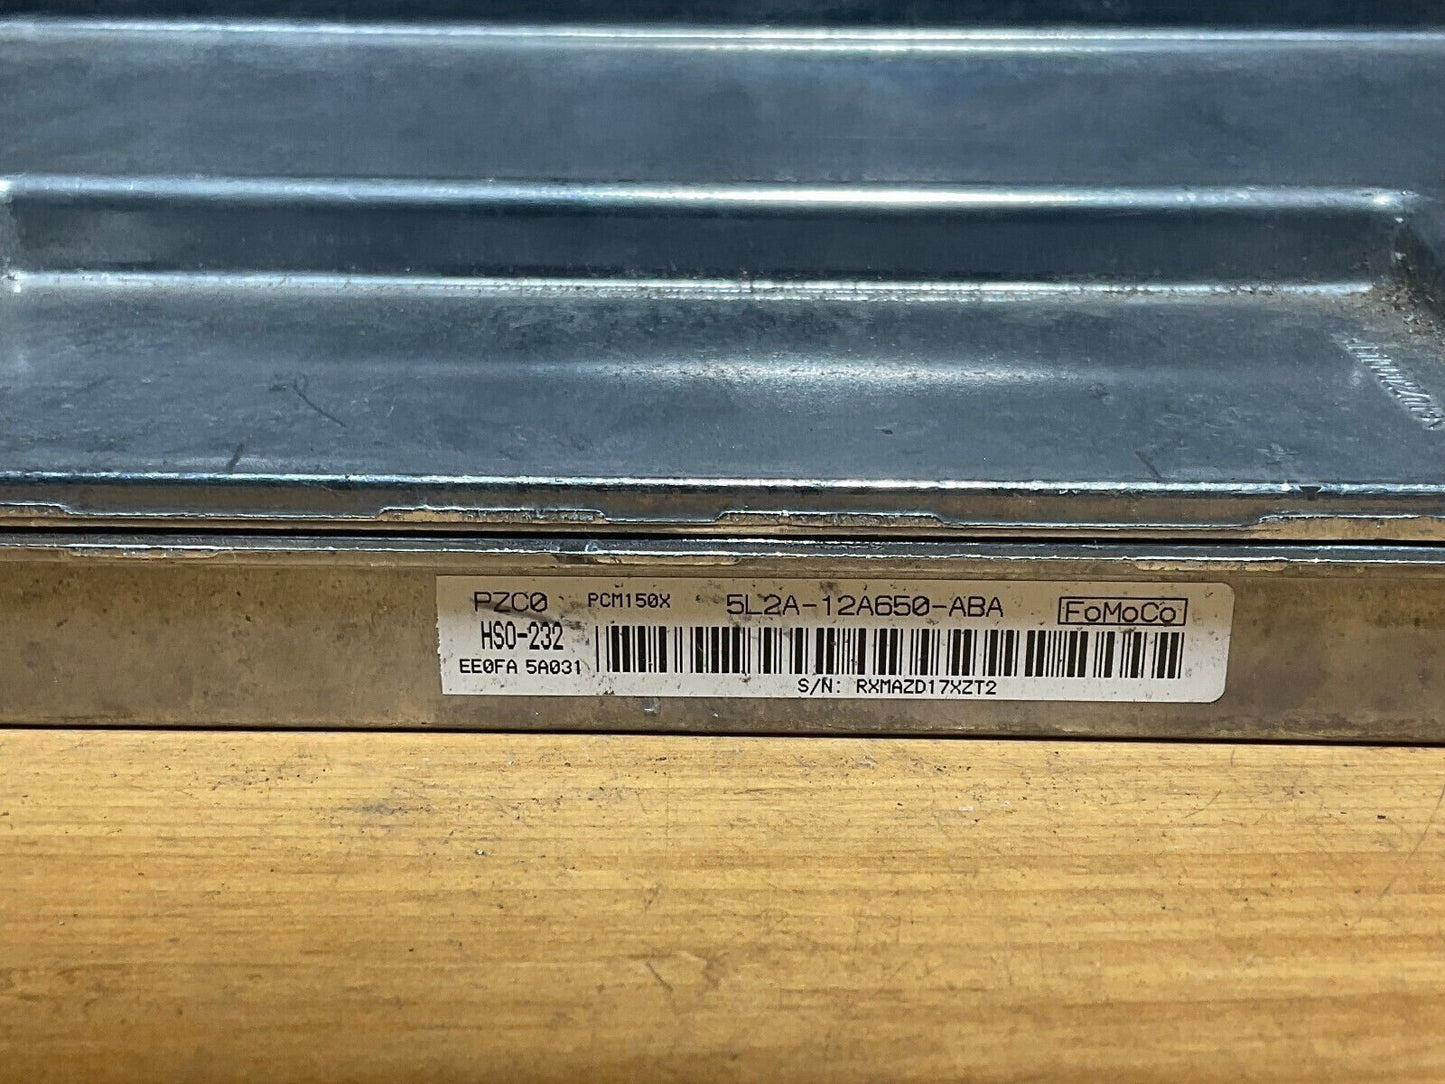 PZC0 PCM150X 5L2A-12A650-ABA FoMoCo
HSO-232
EE0FA 5A031
S/N: RXMAZD17XZT2